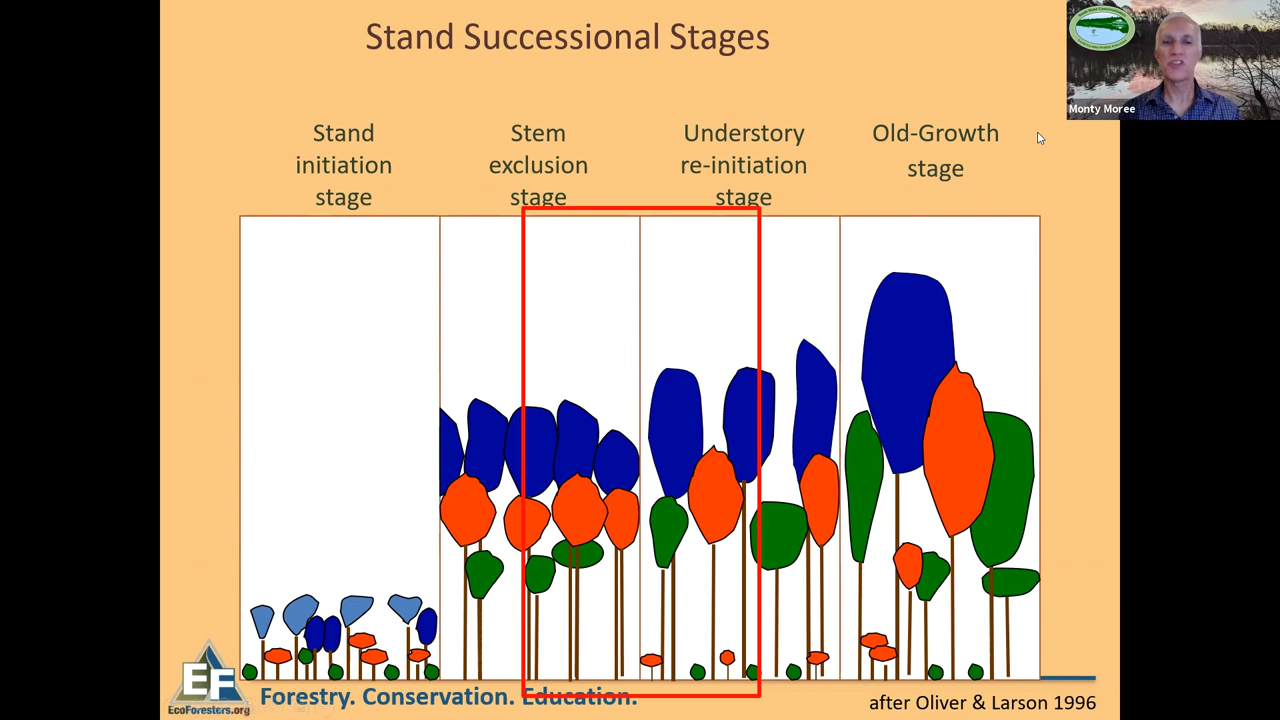 Stand Successional Stages
Monty Moree
Stand
initiation
stage
Stem
exclusion
stage
Understory
re-initiation
stage
Old-Growth
stage
EF
EcoForesters.org
Forestry. Conservation. Education.
after Oliver & Larson 1996